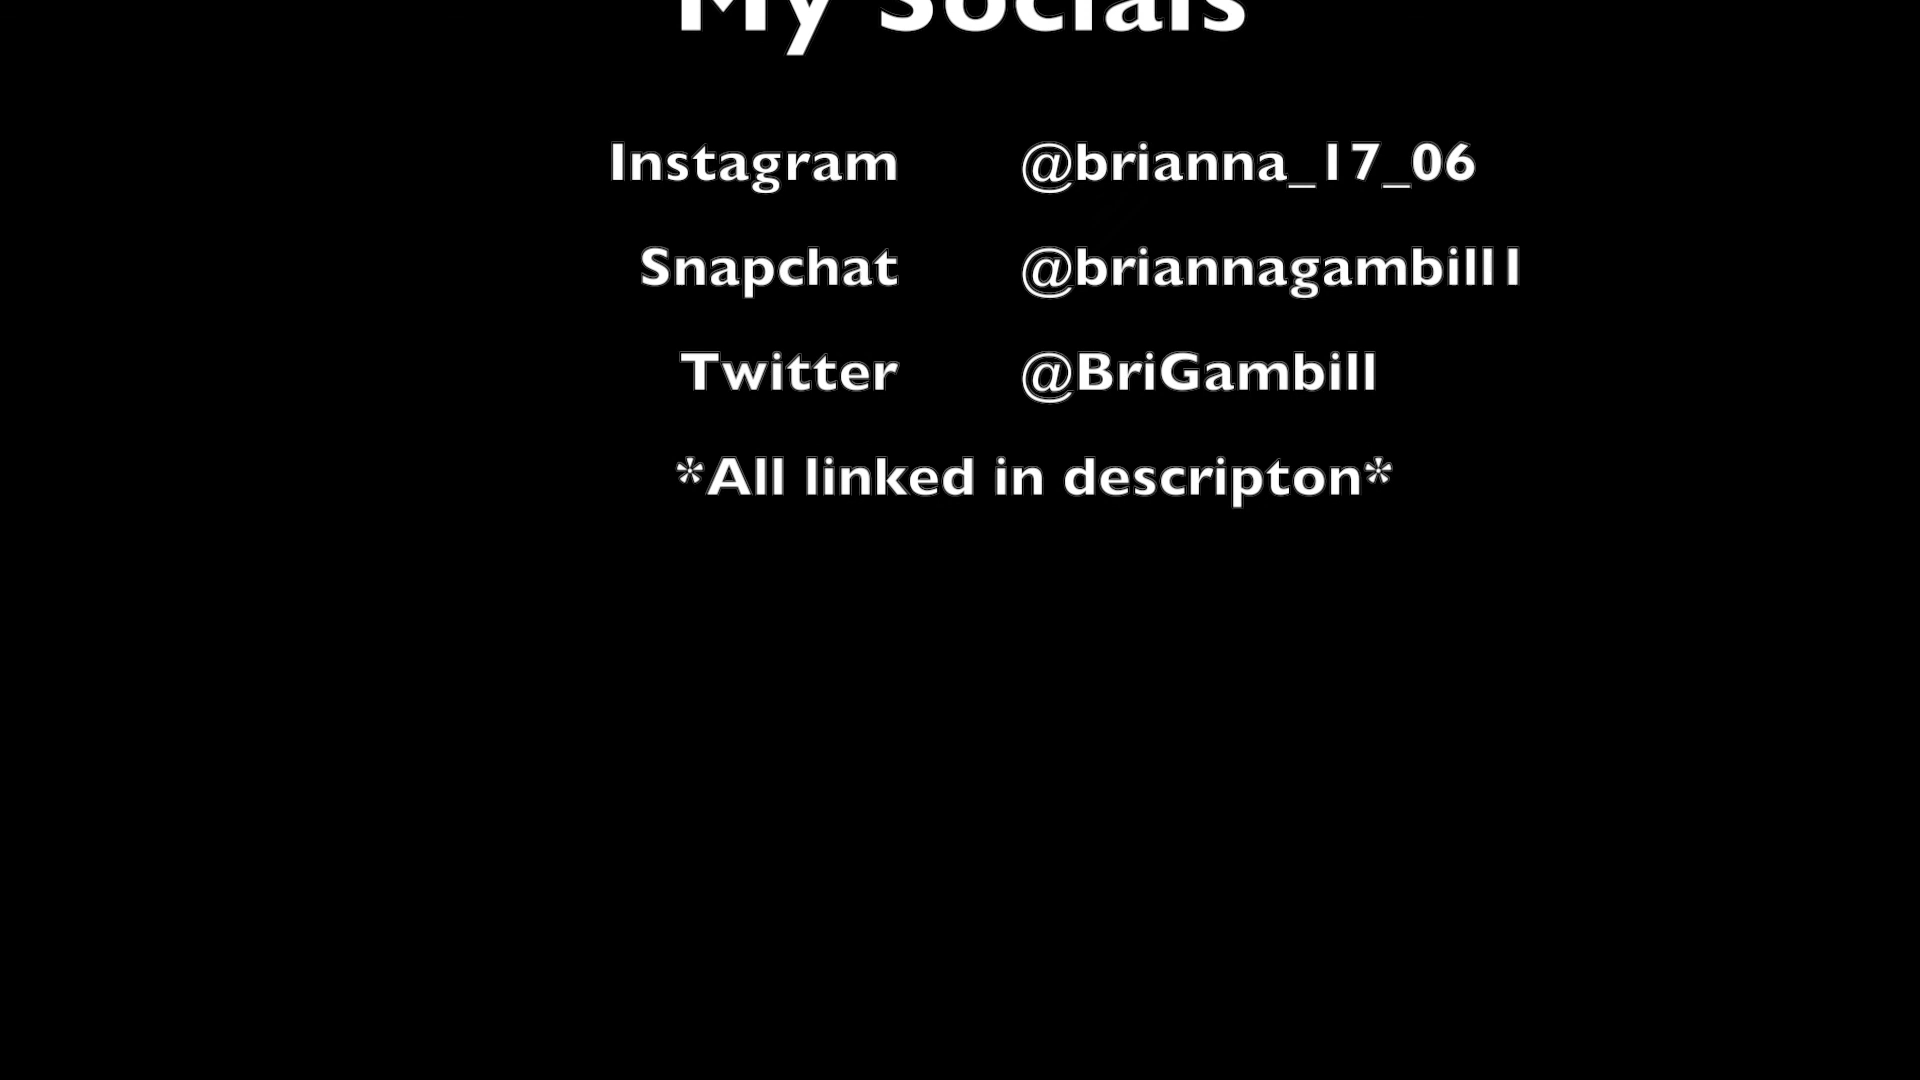 My Socials
Instagram @brianna_17_06
Snapchat @briannagambill1
Twitter @BriGambill
*All linked in descripton*